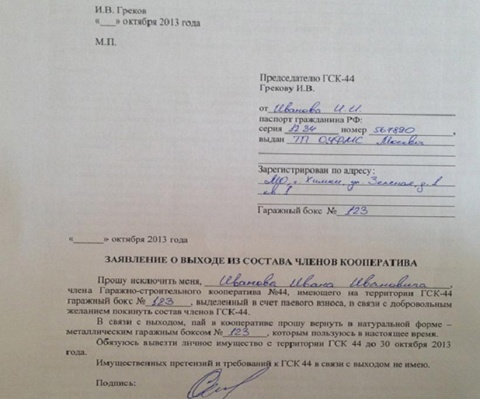 И.В. Греков
«___» октября 2013 года
М.П.
Председателю ГСК-44
Грекову И.В.
от Иванова И.И.
паспорт гражданина РФ:
серия 1234 номер 567890,
выдан ТП ОУФМС Москвы
Зарегистрирован по адресу:
МО, г. Химки, ул. Зеленая, д. 1
Гаражный бокс № 123
«______» октября 2013 года
ЗАЯВЛЕНИЕ О ВЫХОДЕ ИЗ СОСТАВА ЧЛЕНОВ КООПЕРАТИВА
Прошу исключить меня, Иванова Ивана Ивановича,
члена Гаражно-строительного кооператива №44, имеющего на территории ГСК-44
гаражный бокс № 123, выделенный в счет паевого взноса, в связи с добровольным
желанием покинуть состав членов ГСК-44.
В связи с выходом, пай в кооперативе прошу вернуть в натуральной форме –
металлическим гаражным боксом № 123, которым пользуюсь в настоящее время.
Обязуюсь вывезти личное имущество с территории ГСК 44 до 30 октября 2013
года.
Имущественных претензий и требований к ГСК 44 в связи с выходом не имею.
Подпись: